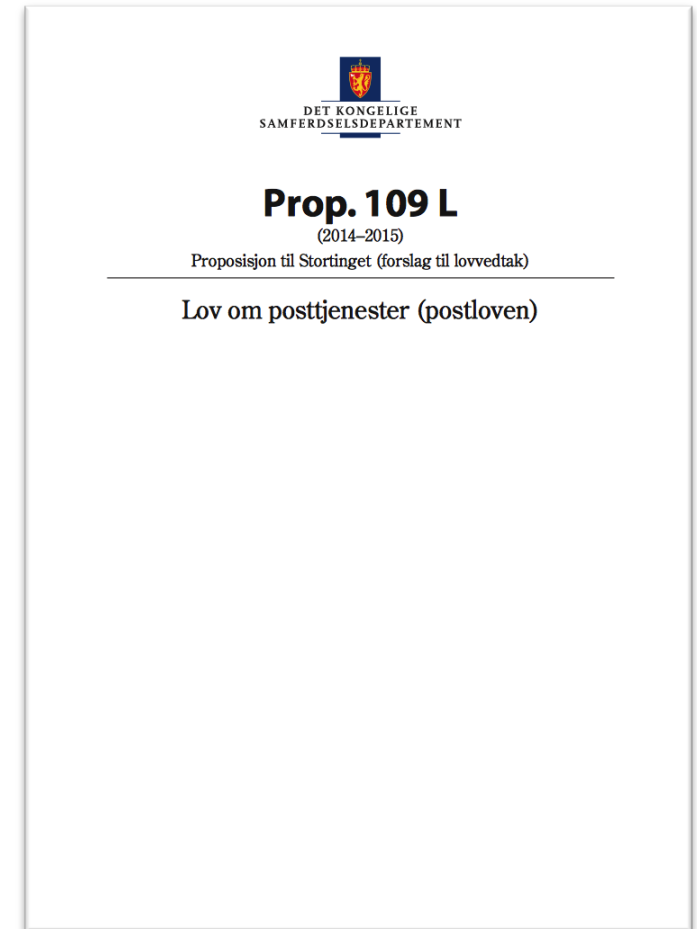 DET KONGELIGE
SAMFERDSELSDEPARTEMENT
Prop. 109 L
(2014–2015)
Proposisjon til Stortinget (forslag til lovvedtak)
Lov om posttjenester (postloven)